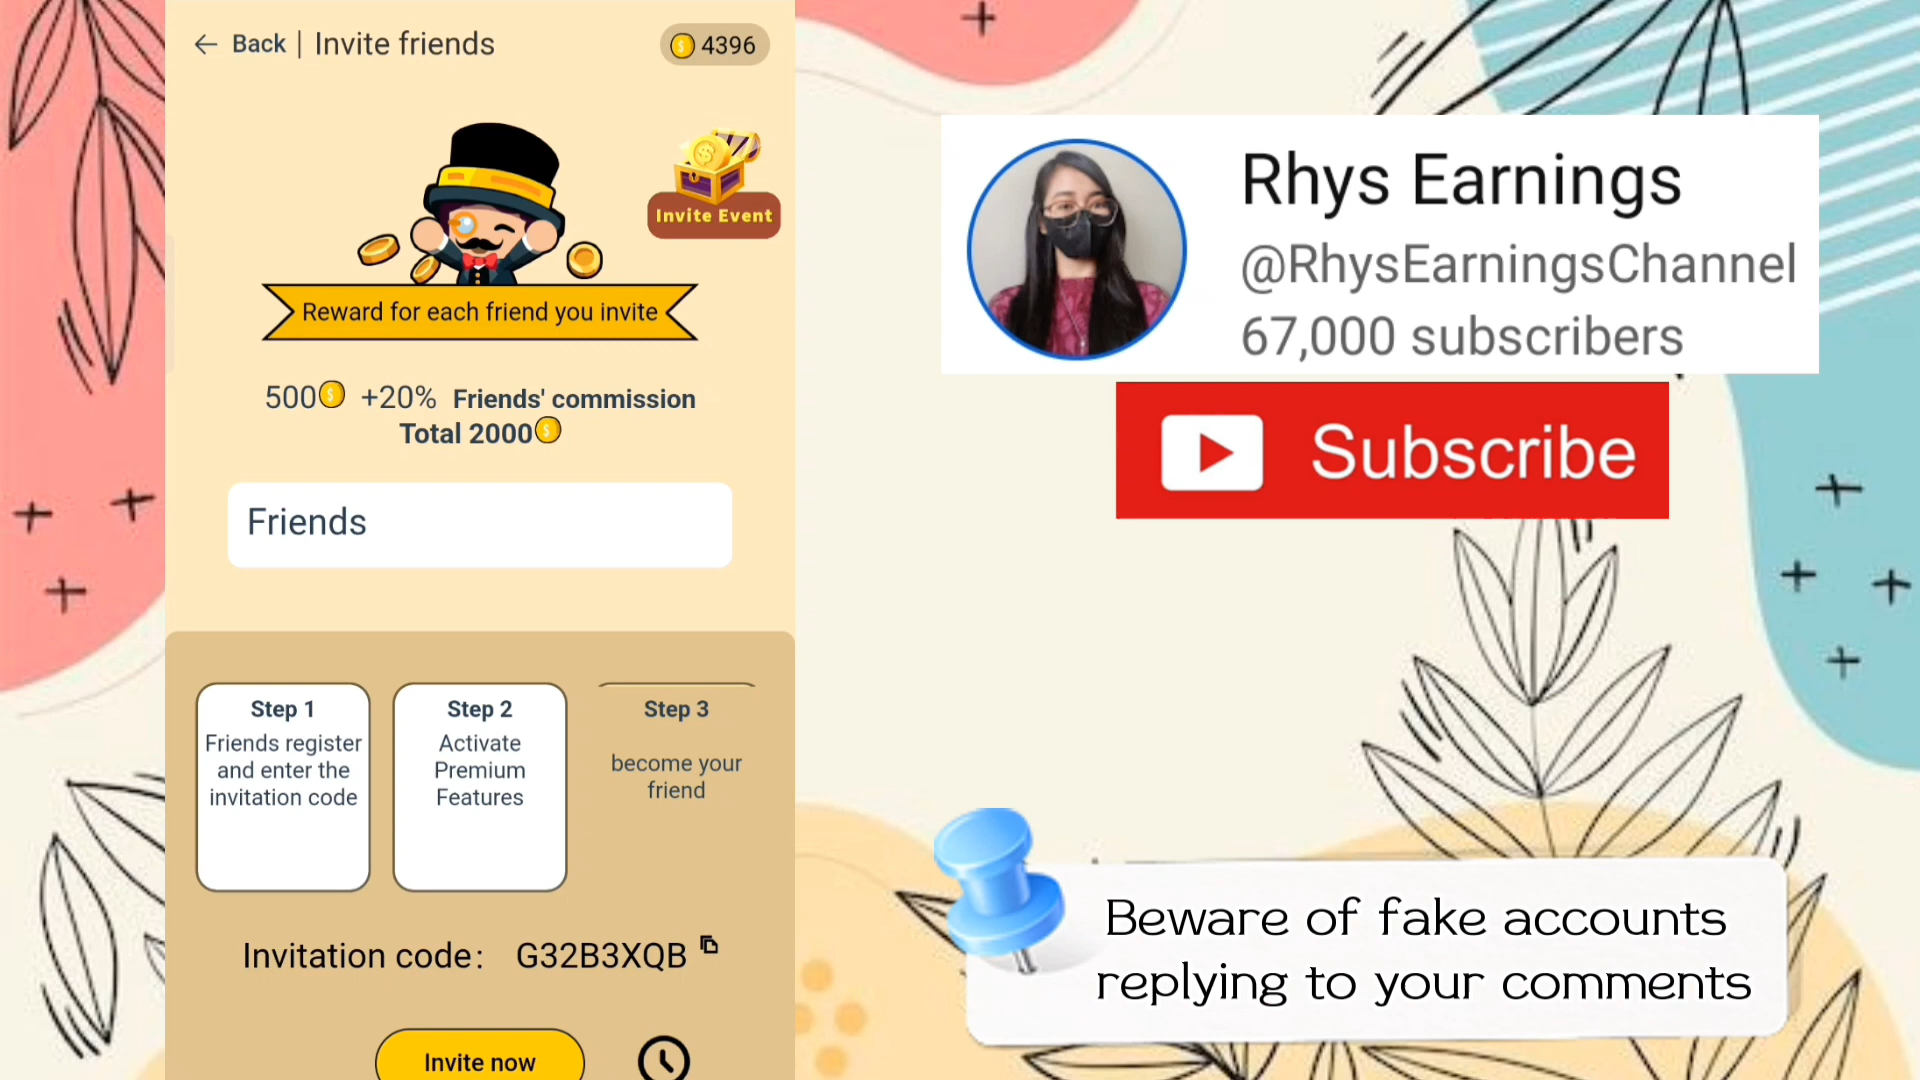 ← Back | Invite friends
4396
Invite Event
Reward for each friend you invite
500 +20% Friends' commission
Total 2000
Friends
Step 1
Friends register
and enter the
invitation code
Step 2
Activate
Premium
Features
Step 3
become your
friend
Invitation code: G32B3XQB
Invite now
Rhys Earnings
@RhysEarningsChannel
67,000 subscribers
Subscribe
Beware of fake accounts
replying to your comments